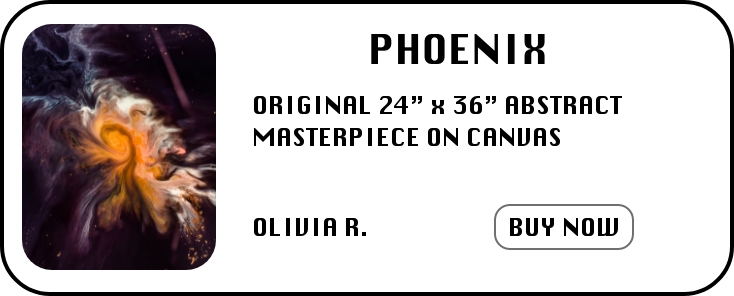 PHOENIX
ORIGINAL 24” x 36” ABSTRACT
MASTERPIECE ON CANVAS
OLIVIA R.
BUY NOW